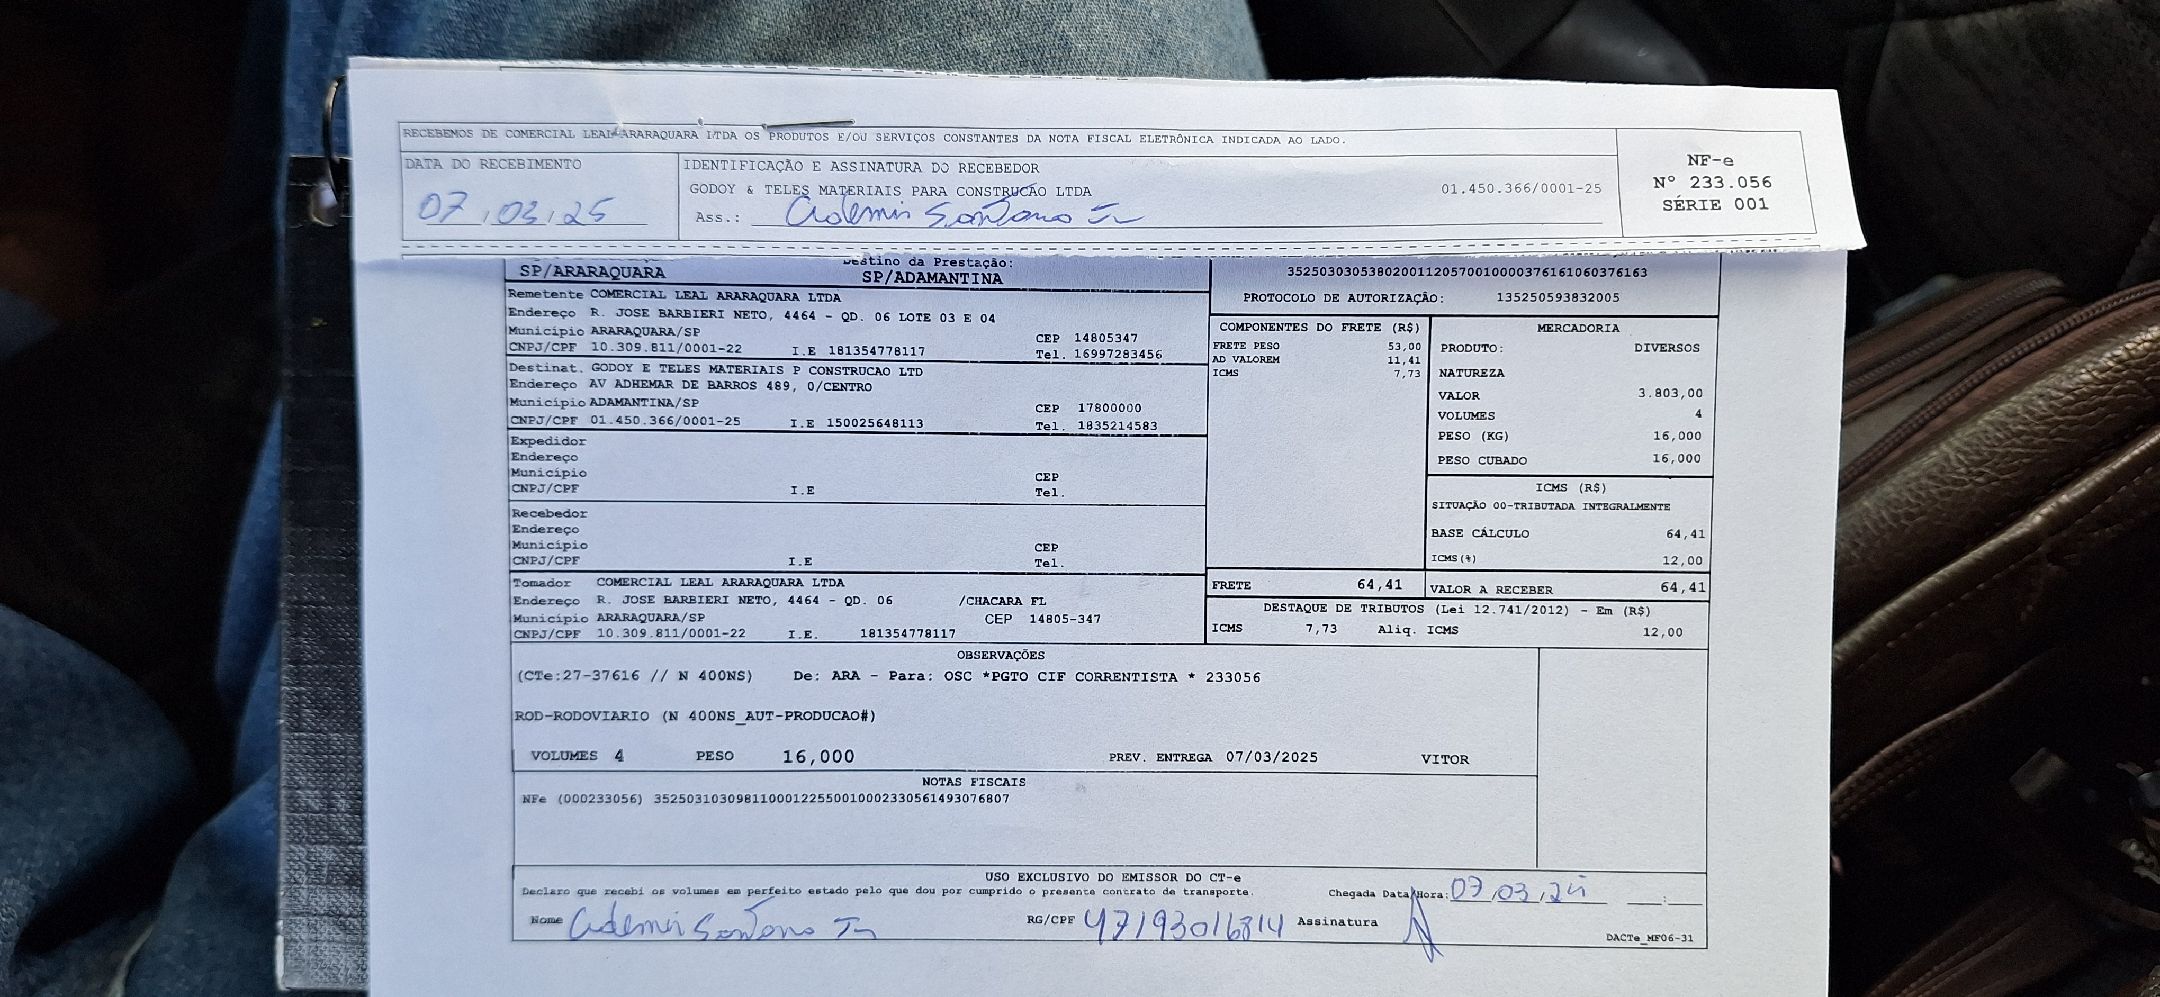 RECEBEMOS DE COMERCIAL LEAL ARARAQUARA LTDA OS PRODUTOS E/OU SERVIÇOS CONSTANTES DA NOTA FISCAL ELETRÔNICA INDICADA AO LADO.
DATA DO RECEBIMENTO
07/03/25
IDENTIFICAÇÃO E ASSINATURA DO RECEBEDOR
GODOY & TELES MATERIAIS PARA CONSTRUCAO LTDA 01.450.366/0001-25
Ass.: Ademir Santana Jr
NF-e
Nº 233.056
SÉRIE 001
Destino da Prestação:
SP/ARARAQUARA SP/ADAMANTINA
Remetente COMERCIAL LEAL ARARAQUARA LTDA
Endereço R. JOSE BARBIERI NETO, 4464 - QD. 06 LOTE 03 E 04
Município ARARAQUARA/SP CEP 14805347
CNPJ/CPF 10.309.811/0001-22 I.E 181354778117 Tel. 16997283456
Destinat. GODOY E TELES MATERIAIS P CONSTRUCAO LTD
Endereço AV ADHEMAR DE BARROS 489, 0/CENTRO
Município ADAMANTINA/SP CEP 17800000
CNPJ/CPF 01.450.366/0001-25 I.E 150025648113 Tel. 1835214583
Expedidor
Endereço
Município CEP
CNPJ/CPF I.E Tel.
Recebedor
Endereço
Município CEP
CNPJ/CPF I.E Tel.
Tomador COMERCIAL LEAL ARARAQUARA LTDA
Endereço R. JOSE BARBIERI NETO, 4464 - QD. 06 /CHACARA FL
Município ARARAQUARA/SP CEP 14805-347
CNPJ/CPF 10.309.811/0001-22 I.E. 181354778117
35250303053802001120570010000376161060376163
PROTOCOLO DE AUTORIZAÇÃO: 135250593832005
COMPONENTES DO FRETE (R$)
FRETE PESO 53,00
AD VALOREM 11,41
ICMS 7,73
MERCADORIA
PRODUTO: DIVERSOS
NATUREZA
VALOR 3.803,00
VOLUMES 4
PESO (KG) 16,000
PESO CUBADO 16,000
ICMS (R$)
SITUAÇÃO 00-TRIBUTADA INTEGRALMENTE
BASE CÁLCULO 64,41
ICMS(%) 12,00
FRETE 64,41
VALOR A RECEBER 64,41
DESTAQUE DE TRIBUTOS (Lei 12.741/2012) - Em (R$)
ICMS 7,73 Aliq. ICMS 12,00
OBSERVAÇÕES
(CTe:27-37616 // N 400NS) De: ARA - Para: OSC *PGTO CIF CORRENTISTA * 233056
ROD-RODOVIARIO (N 400NS_AUT-PRODUCAO#)
VOLUMES 4 PESO 16,000 PREV. ENTREGA 07/03/2025 VITOR
NOTAS FISCAIS
NFe (000233056) 35250310309811000122550010002330561493076807
USO EXCLUSIVO DO EMISSOR DO CT-e
Declaro que recebi os volumes em perfeito estado pelo que dou por cumprido o presente contrato de transporte. Chegada Data/Hora: 07/03/25 __:__
Nome Ademir Santana Jr RG/CPF 47193016814 Assinatura
DACTe_MF06-31